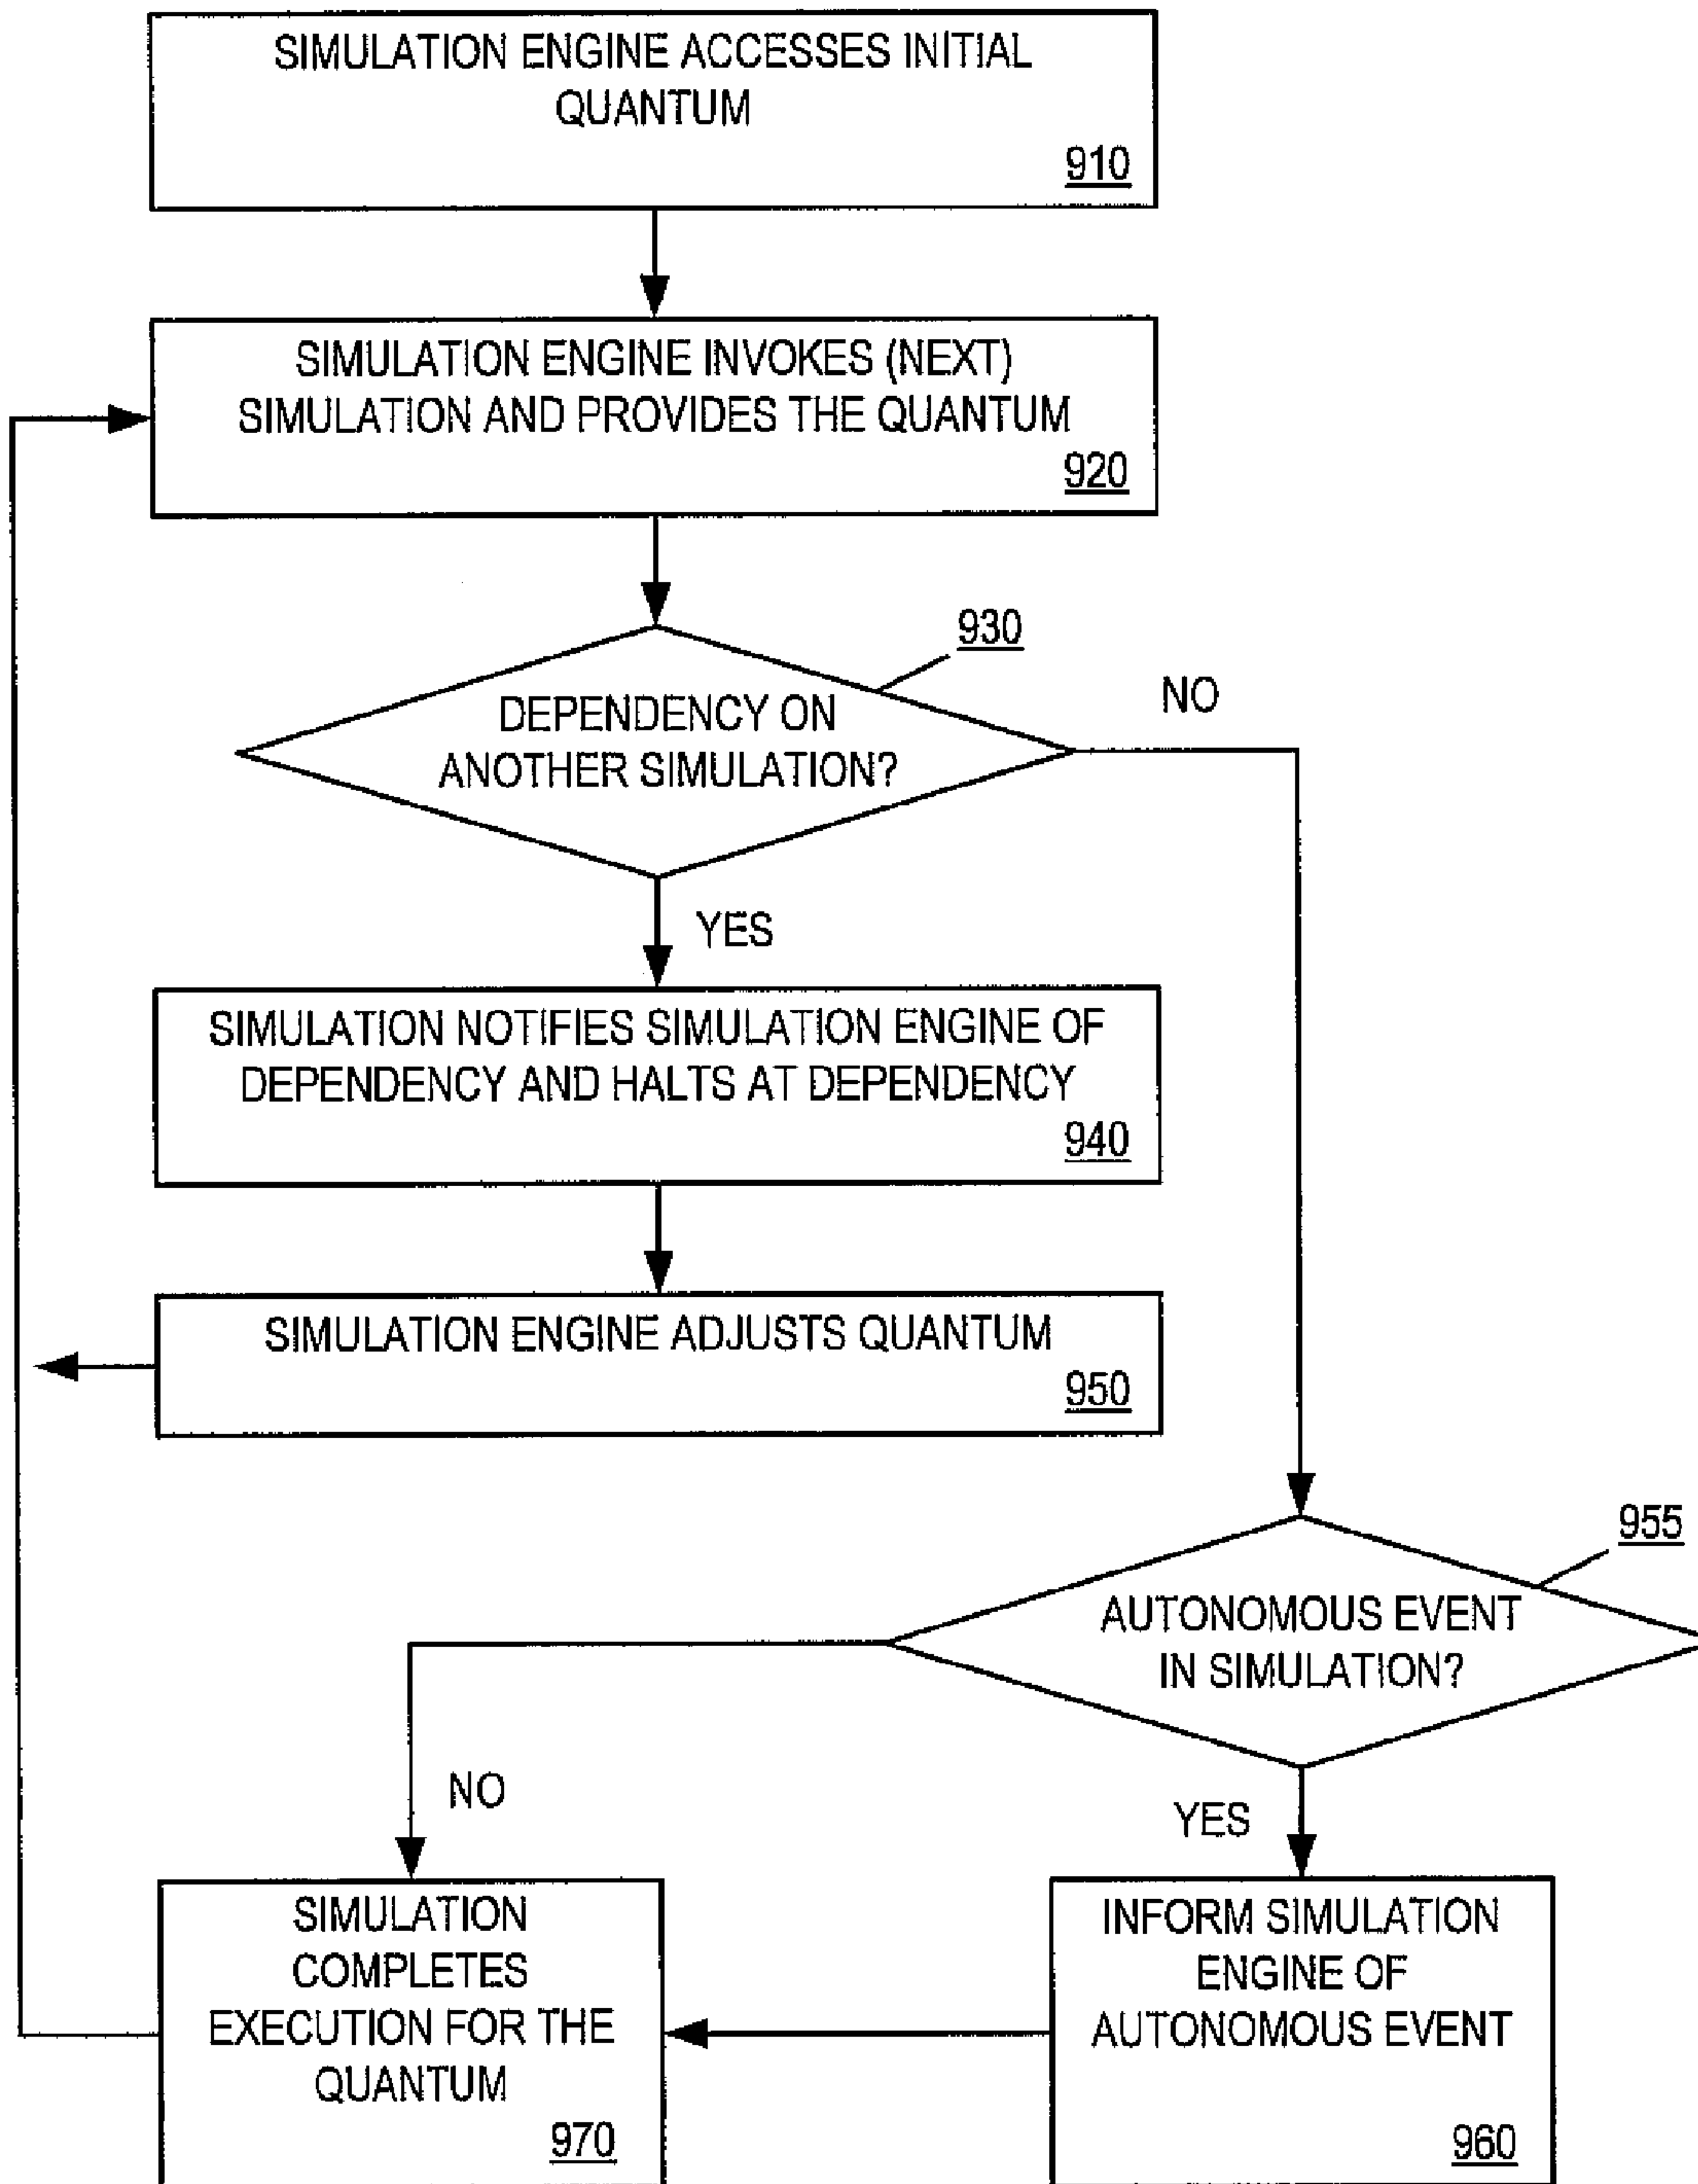 SIMULATION ENGINE ACCESSES INITIAL
QUANTUM
910
SIMULATION ENGINE INVOKES (NEXT)
SIMULATION AND PROVIDES THE QUANTUM
920
930
DEPENDENCY ON
ANOTHER SIMULATION?
NO
YES
SIMULATION NOTIFIES SIMULATION ENGINE OF
DEPENDENCY AND HALTS AT DEPENDENCY
940
SIMULATION ENGINE ADJUSTS QUANTUM
950
955
AUTONOMOUS EVENT
IN SIMULATION?
NO
YES
SIMULATION
COMPLETES
EXECUTION FOR THE
QUANTUM
970
INFORM SIMULATION
ENGINE OF
AUTONOMOUS EVENT
960